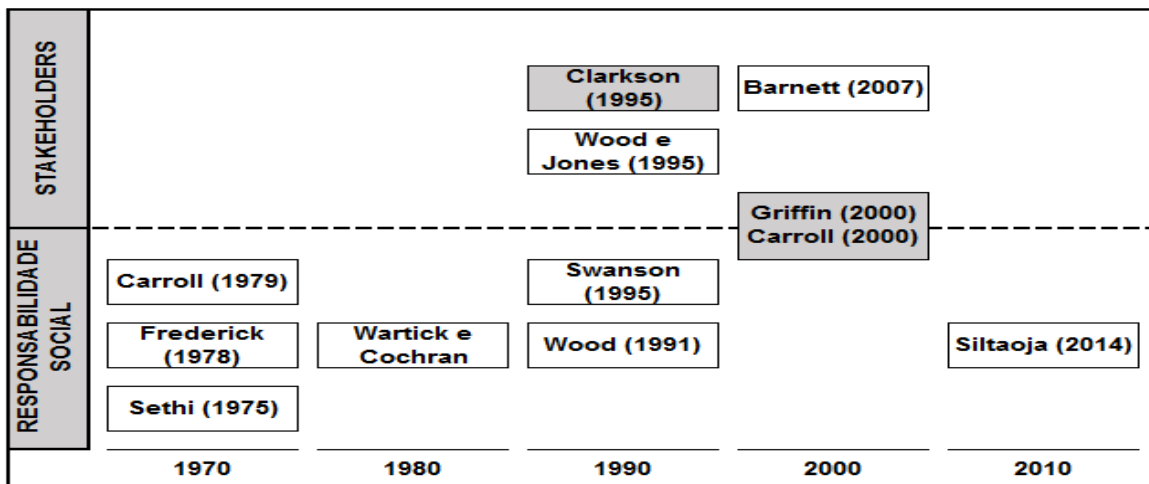 STAKEHOLDERS
Clarkson
(1995)
Barnett (2007)
Wood e
Jones (1995)
Griffin (2000)
Carroll (2000)
RESPONSABILIDADE
SOCIAL
Carroll (1979)
Swanson
(1995)
Frederick
(1978)
Wartick e
Cochran
Wood (1991)
Siltaoja (2014)
Sethi (1975)
1970
1980
1990
2000
2010